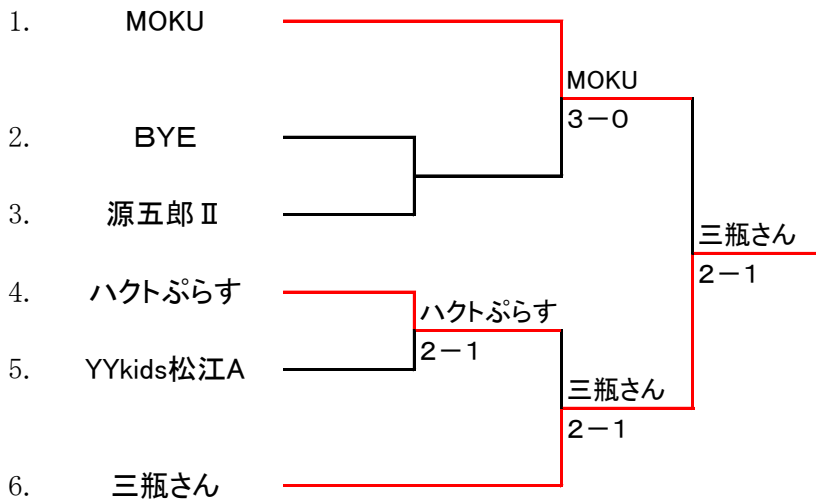 1. MOKU
MOKU
3－0
2. BYE
3. 源五郎Ⅱ
三瓶さん
2－1
4. ハクトぷらす
ハクトぷらす
2－1
5. YYkids松江A
三瓶さん
2－1
6. 三瓶さん